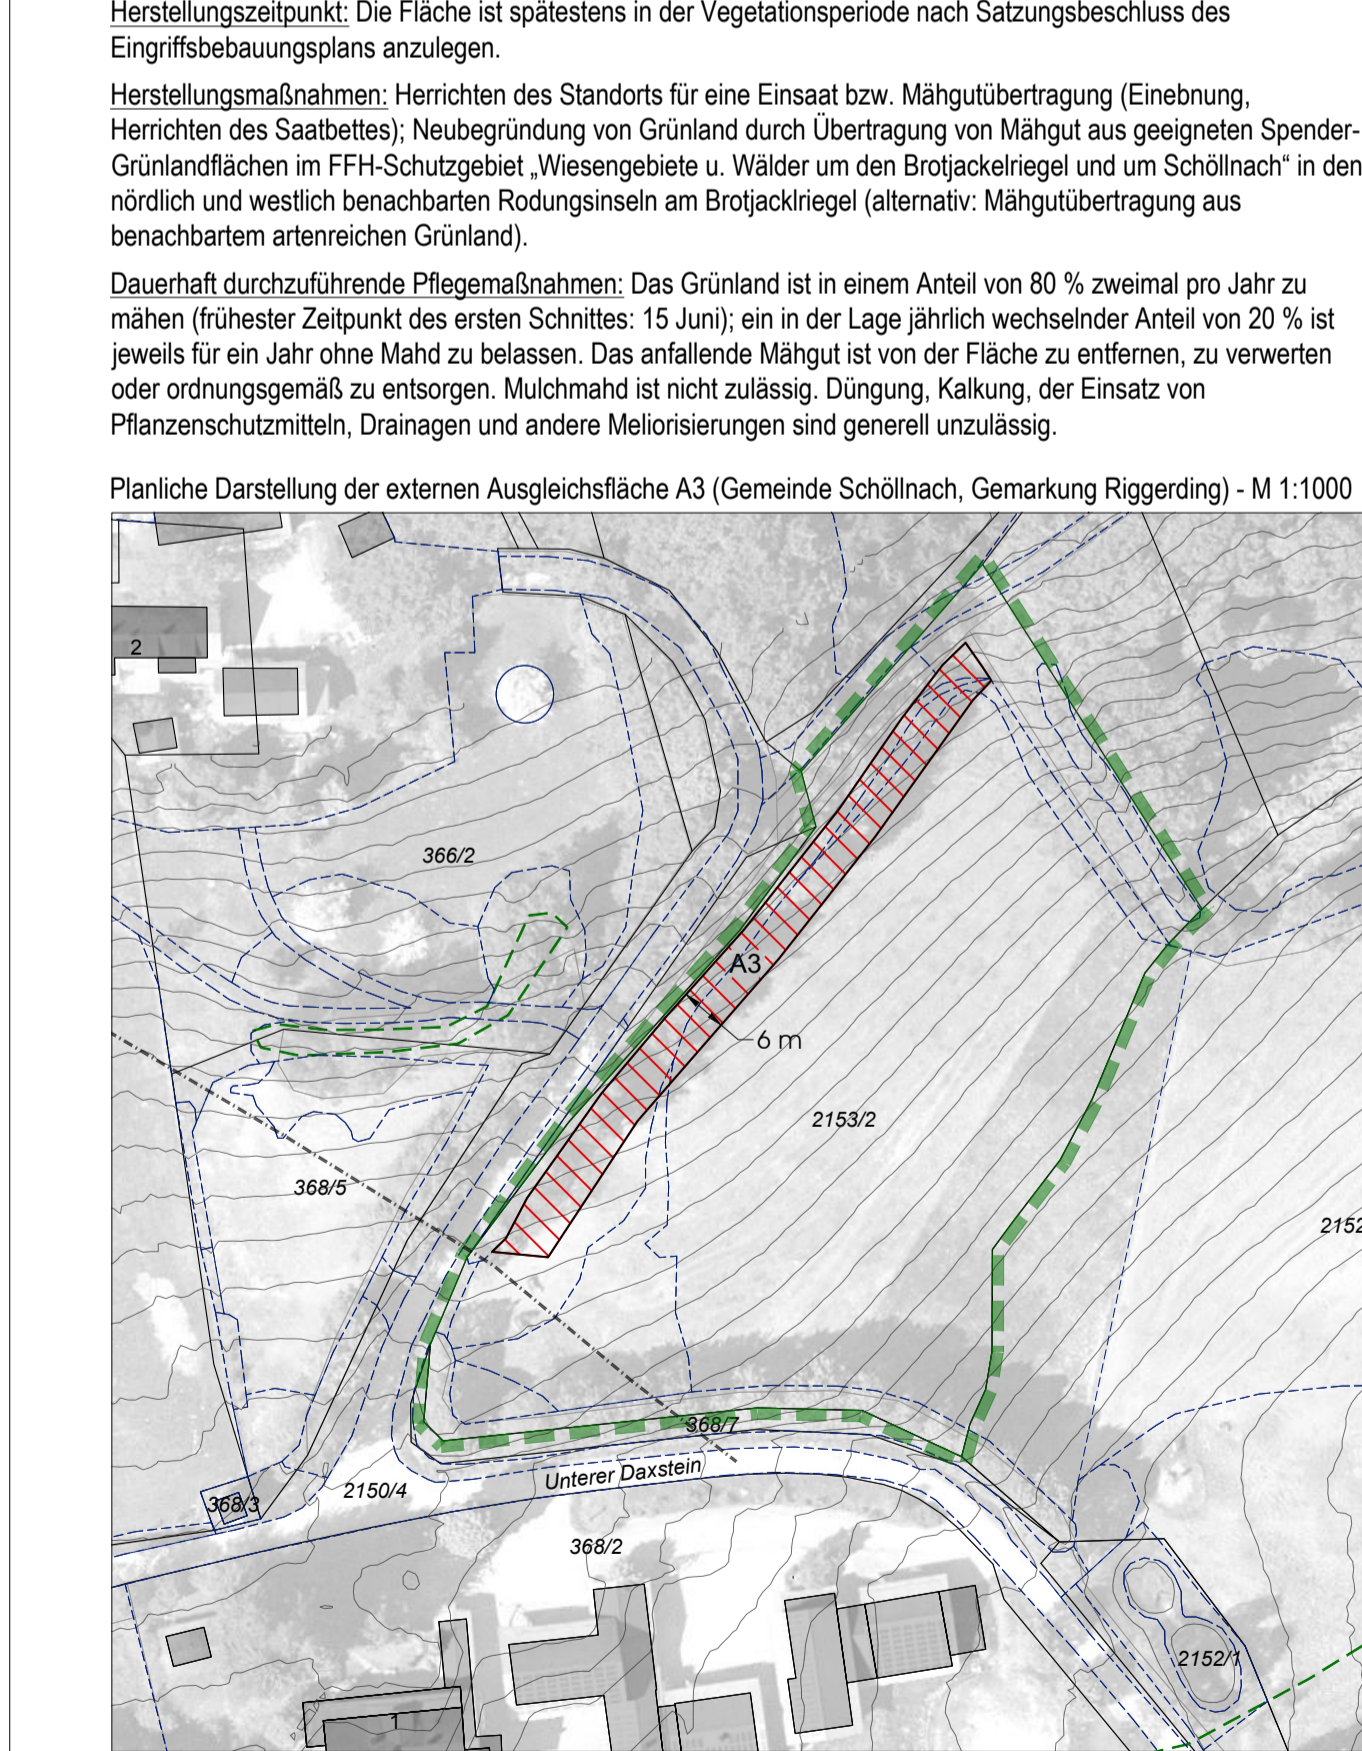 Herstellungszeitpunkt: Die Fläche ist spätestens in der Vegetationsperiode nach Satzungsbeschluss des
Eingriffsbebauungsplans anzulegen.
Herstellungsmaßnahmen: Herrichten des Standorts für eine Einsaat bzw. Mähgutübertragung (Einebnung,
Herrichten des Saatbettes); Neubegründung von Grünland durch Übertragung von Mähgut aus geeigneten Spender-
Grünlandflächen im FFH-Schutzgebiet „Wiesengebiete u. Wälder um den Brotjackelriegel und um Schöllnach“ in den
nördlich und westlich benachbarten Rodungsinseln am Brotjacklriegel (alternativ: Mähgutübertragung aus
benachbartem artenreichen Grünland).
Dauerhaft durchzuführende Pflegemaßnahmen: Das Grünland ist in einem Anteil von 80 % zweimal pro Jahr zu
mähen (frühester Zeitpunkt des ersten Schnittes: 15 Juni); ein in der Lage jährlich wechselnder Anteil von 20 % ist
jeweils für ein Jahr ohne Mahd zu belassen. Das anfallende Mähgut ist von der Fläche zu entfernen, zu verwerten
oder ordnungsgemäß zu entsorgen. Mulchmahd ist nicht zulässig. Düngung, Kalkung, der Einsatz von
Pflanzenschutzmitteln, Drainagen und andere Meliorisierungen sind generell unzulässig.
Planliche Darstellung der externen Ausgleichsfläche A3 (Gemeinde Schöllnach, Gemarkung Riggerding) - M 1:1000
2
366/2
A3
6 m
2153/2
368/5
2152
368/7
Unterer Daxstein
2150/4
368/3
368/2
2152/1
1